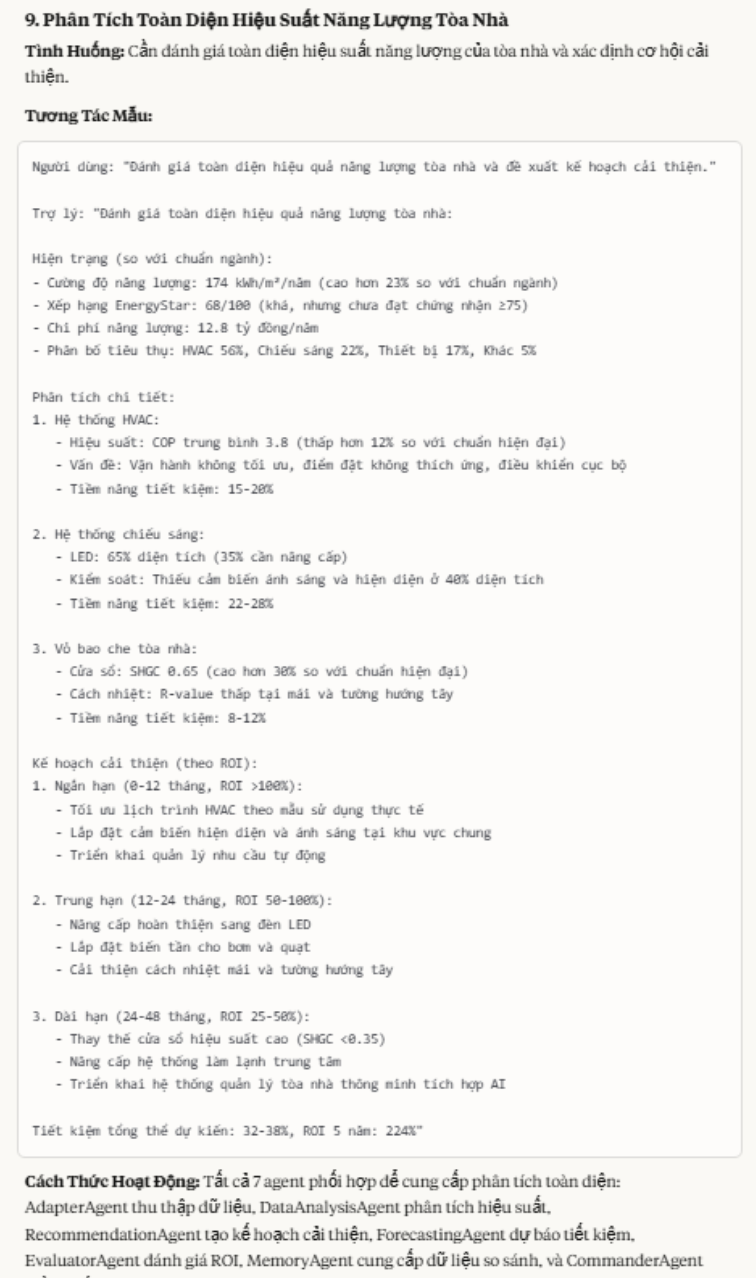 9. Phân Tích Toàn Diện Hiệu Suất Năng Lượng Tòa Nhà
Tình Huống: Cần đánh giá toàn diện hiệu suất năng lượng của tòa nhà và xác định cơ hội cải
thiện.
Tương Tác Mẫu:
Người dùng: "Đánh giá toàn diện hiệu quả năng lượng tòa nhà và đề xuất kế hoạch cải thiện."
Trợ lý: "Đánh giá toàn diện hiệu quả năng lượng tòa nhà:
Hiện trạng (so với chuẩn ngành):
- Cường độ năng lượng: 174 kWh/m²/năm (cao hơn 23% so với chuẩn ngành)
- Xếp hạng EnergyStar: 68/100 (khá, nhưng chưa đạt chứng nhận ≥75)
- Chi phí năng lượng: 12.8 tỷ đồng/năm
- Phân bố tiêu thụ: HVAC 56%, Chiếu sáng 22%, Thiết bị 17%, Khác 5%
Phân tích chi tiết:
1. Hệ thống HVAC:
- Hiệu suất: COP trung bình 3.8 (thấp hơn 12% so với chuẩn hiện đại)
- Vấn đề: Vận hành không tối ưu, điểm đặt không thích ứng, điều khiển cục bộ
- Tiềm năng tiết kiệm: 15-20%
2. Hệ thống chiếu sáng:
- LED: 65% diện tích (35% cần nâng cấp)
- Kiểm soát: Thiếu cảm biến ánh sáng và hiện diện ở 40% diện tích
- Tiềm năng tiết kiệm: 22-28%
3. Vỏ bao che tòa nhà:
- Cửa sổ: SHGC 0.65 (cao hơn 30% so với chuẩn hiện đại)
- Cách nhiệt: R-value thấp tại mái và tường hướng tây
- Tiềm năng tiết kiệm: 8-12%
Kế hoạch cải thiện (theo ROI):
1. Ngắn hạn (0-12 tháng, ROI >100%):
- Tối ưu lịch trình HVAC theo mẫu sử dụng thực tế
- Lắp đặt cảm biến hiện diện và ánh sáng tại khu vực chung
- Triển khai quản lý nhu cầu tự động
2. Trung hạn (12-24 tháng, ROI 50-100%):
- Nâng cấp hoàn thiện sang đèn LED
- Lắp đặt biến tần cho bơm và quạt
- Cải thiện cách nhiệt mái và tường hướng tây
3. Dài hạn (24-48 tháng, ROI 25-50%):
- Thay thế cửa sổ hiệu suất cao (SHGC <0.35)
- Nâng cấp hệ thống làm lạnh trung tâm
- Triển khai hệ thống quản lý tòa nhà thông minh tích hợp AI
Tiết kiệm tổng thể dự kiến: 32-38%, ROI 5 năm: 224%"
Cách Thức Hoạt Động: Tất cả 7 agent phối hợp để cung cấp phân tích toàn diện:
AdapterAgent thu thập dữ liệu, DataAnalysisAgent phân tích hiệu suất,
RecommendationAgent tạo kế hoạch cải thiện, ForecastingAgent dự báo tiết kiệm,
EvaluatorAgent đánh giá ROI, MemoryAgent cung cấp dữ liệu so sánh, và CommanderAgent